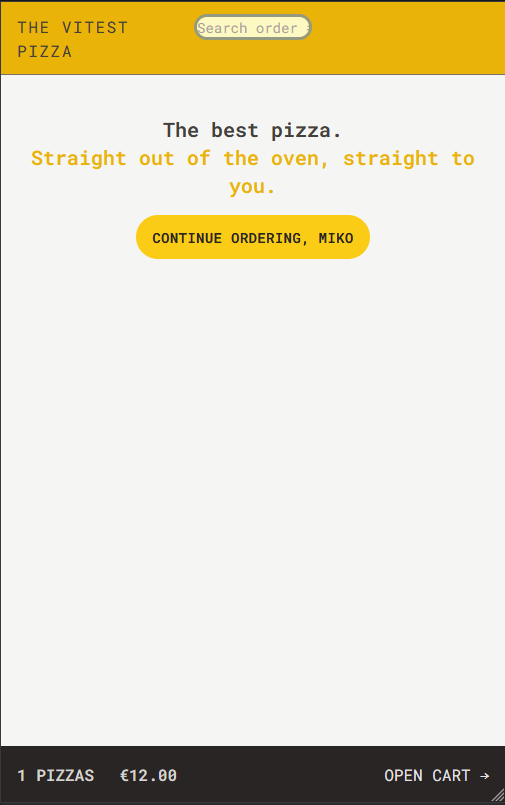 THE VITEST
PIZZA
Search order
The best pizza.
Straight out of the oven, straight to
you.
CONTINUE ORDERING, MIKO
1 PIZZAS €12.00
OPEN CART →